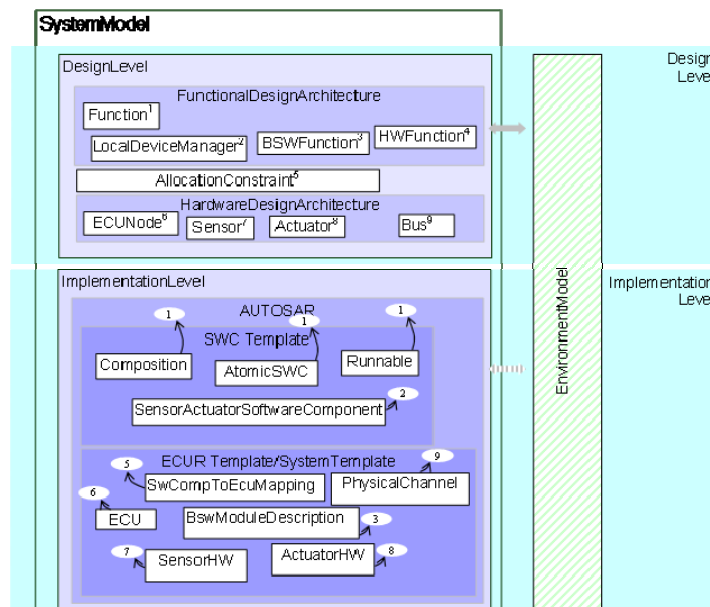 SystemModel
DesignLevel
Design
Level
FunctionalDesignArchitecture
Function1
LocalDeviceManager2
BSWFunction3
HWFunction4
AllocationConstraint5
HardwareDesignArchitecture
ECUNode6
Sensor7
Actuator8
Bus9
EnvironmentModel
ImplementationLevel
Implementation
Level
AUTOSAR
1
1
1
SWC Template
Composition
AtomicSWC
Runnable
2
SensorActuatorSoftwareComponent
ECUR Template/SystemTemplate
9
5
SwCompToEcuMapping
PhysicalChannel
6
ECU
BswModuleDescription
3
7
SensorHW
ActuatorHW
8